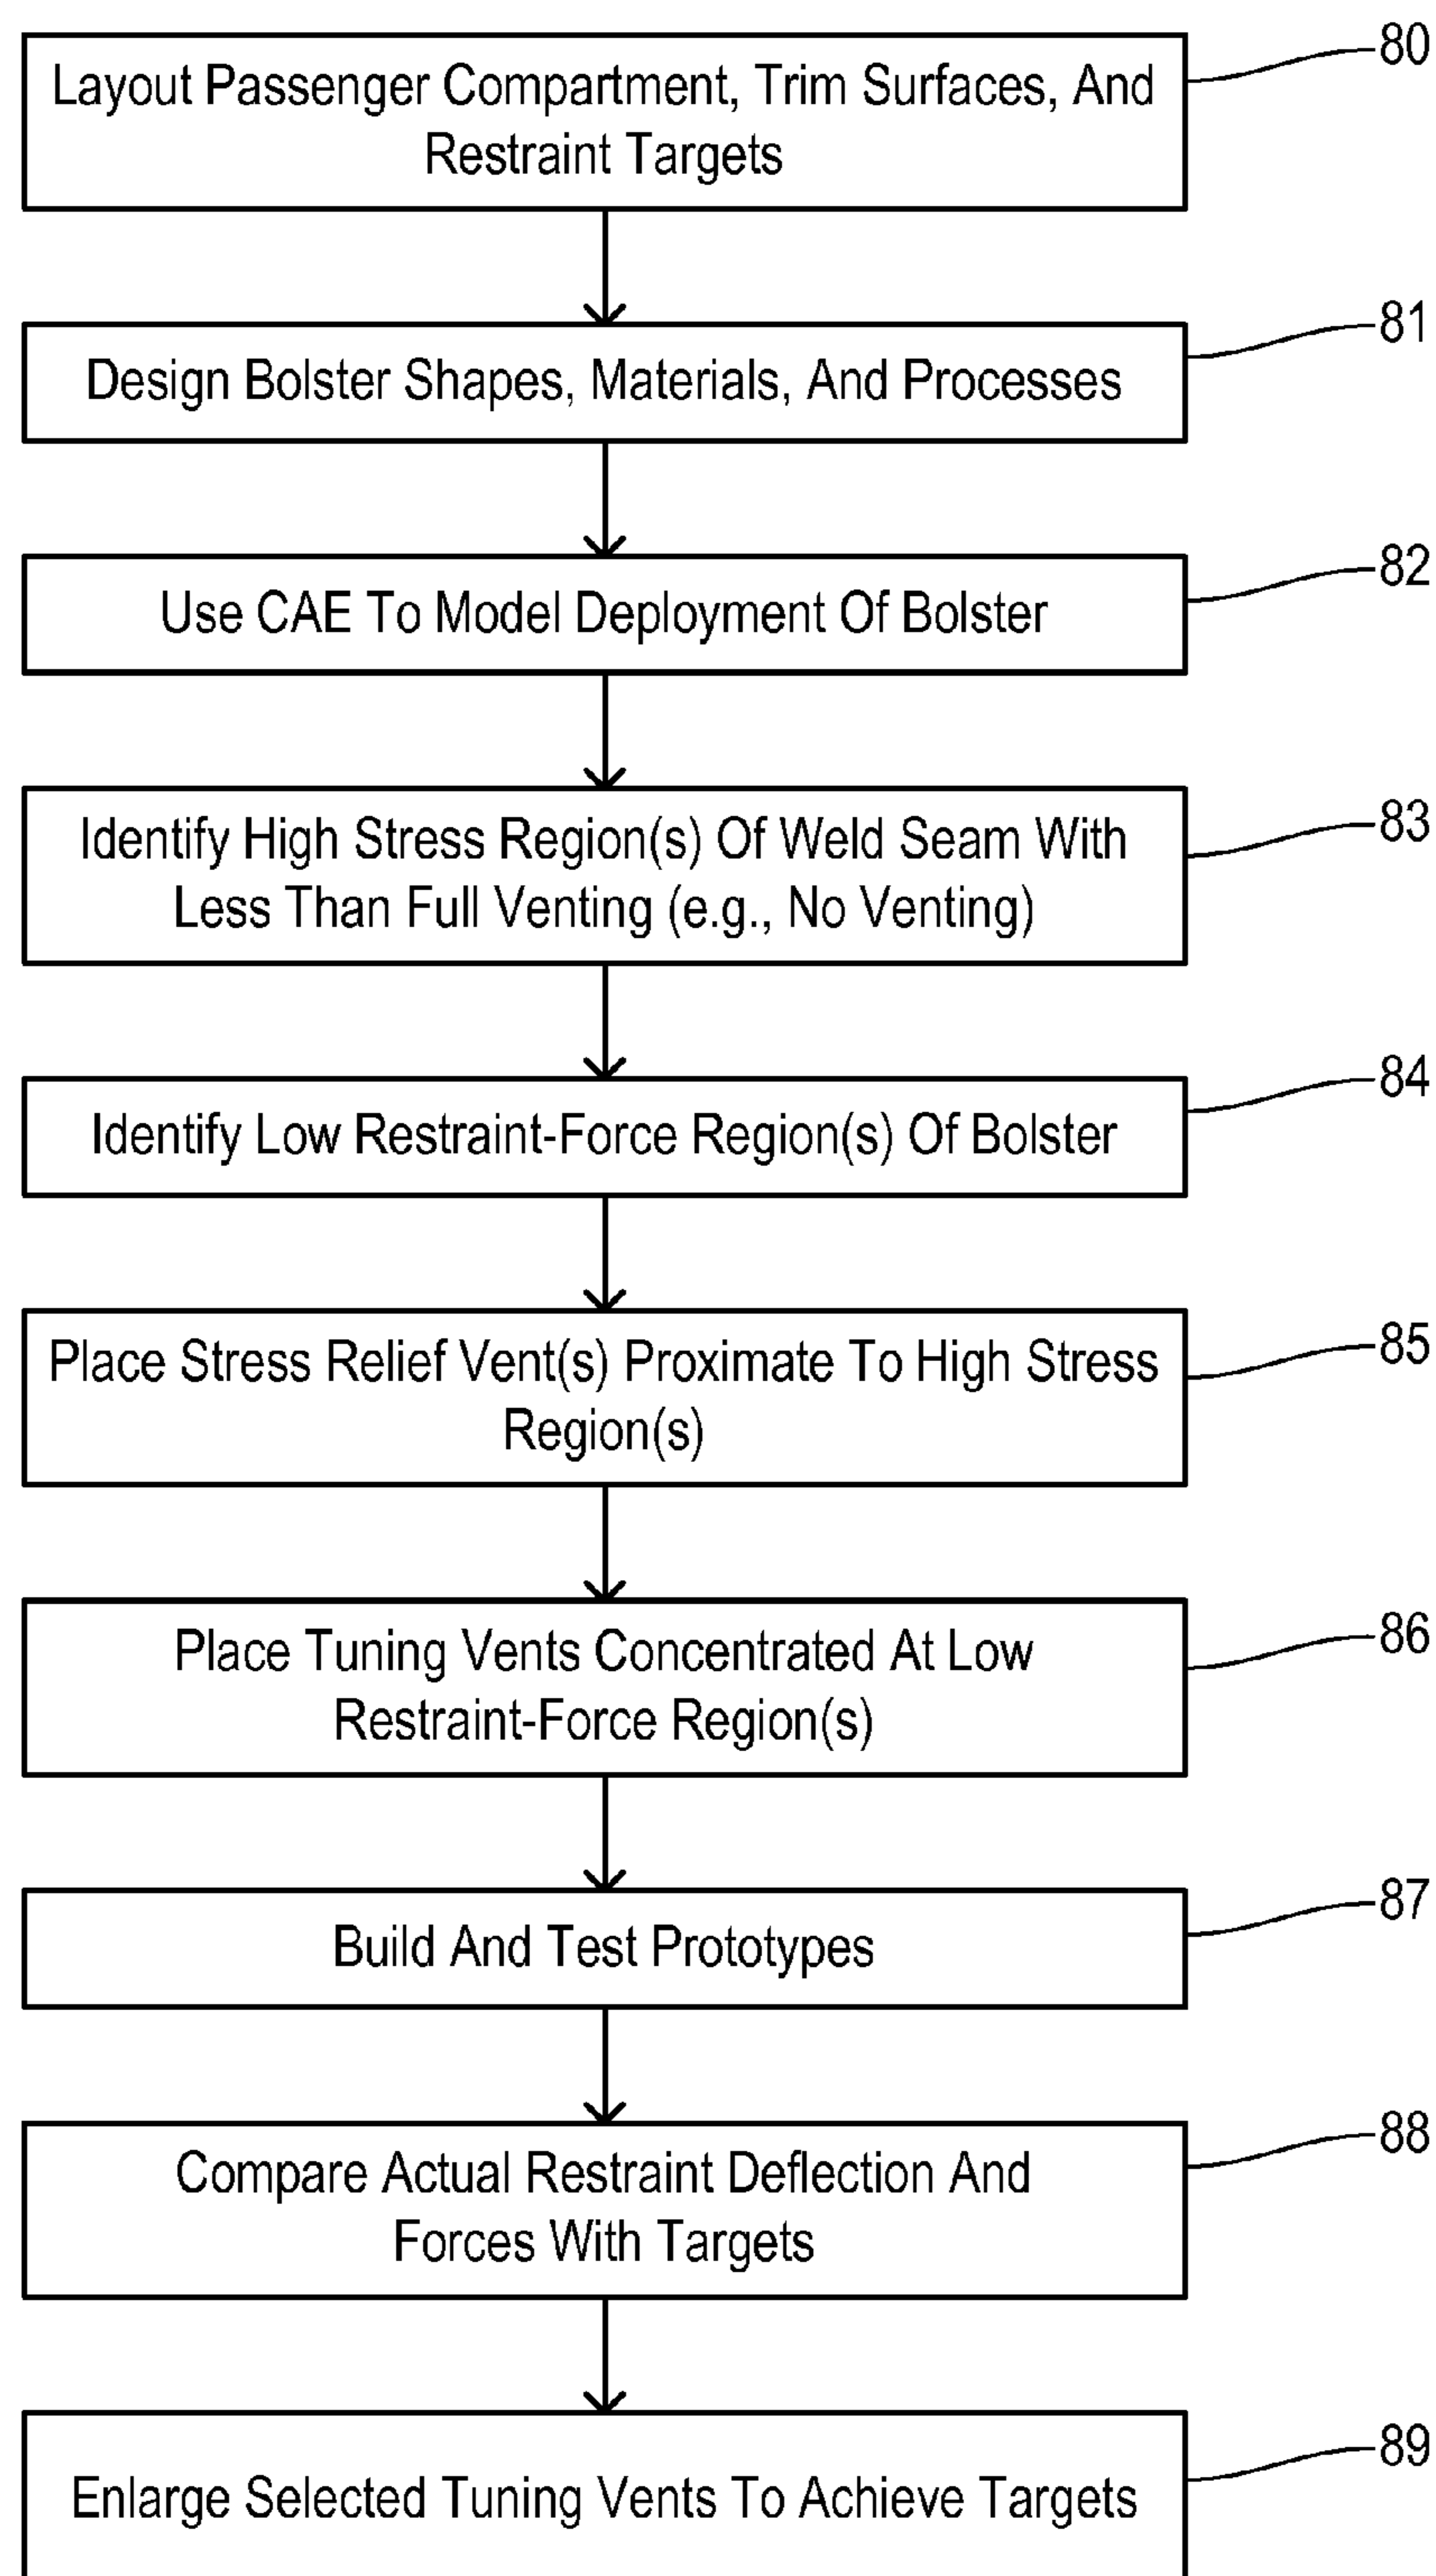 80
Layout Passenger Compartment, Trim Surfaces, And
Restraint Targets
81
Design Bolster Shapes, Materials, And Processes
82
Use CAE To Model Deployment Of Bolster
83
Identify High Stress Region(s) Of Weld Seam With
Less Than Full Venting (e.g., No Venting)
84
Identify Low Restraint-Force Region(s) Of Bolster
85
Place Stress Relief Vent(s) Proximate To High Stress
Region(s)
86
Place Tuning Vents Concentrated At Low
Restraint-Force Region(s)
87
Build And Test Prototypes
88
Compare Actual Restraint Deflection And
Forces With Targets
89
Enlarge Selected Tuning Vents To Achieve Targets